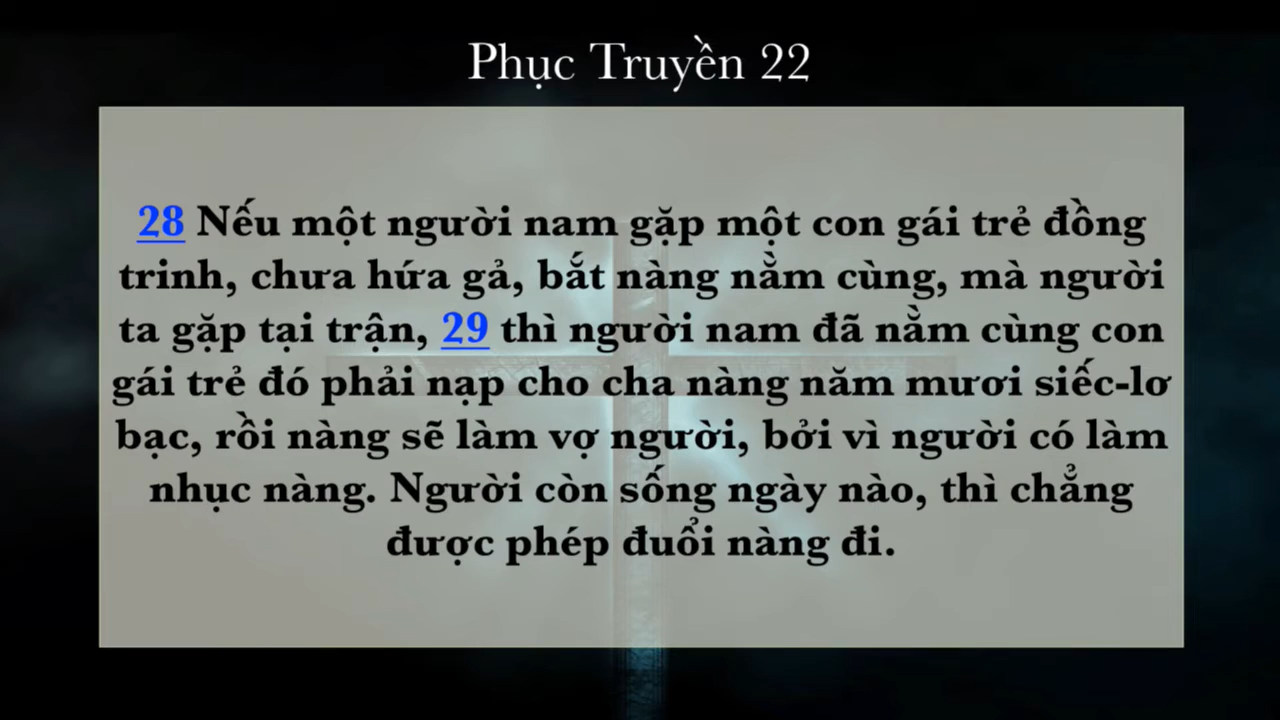 Phục Truyền 22
28 Nếu một người nam gặp một con gái trẻ đồng
trinh, chưa hứa gả, bắt nàng nằm cùng, mà người
ta gặp tại trận, 29 thì người nam đã nằm cùng con
gái trẻ đó phải nạp cho cha nàng năm mươi siếc-lơ
bạc, rồi nàng sẽ làm vợ người, bởi vì người có làm
nhục nàng. Người còn sống ngày nào, thì chẳng
được phép đuổi nàng đi.